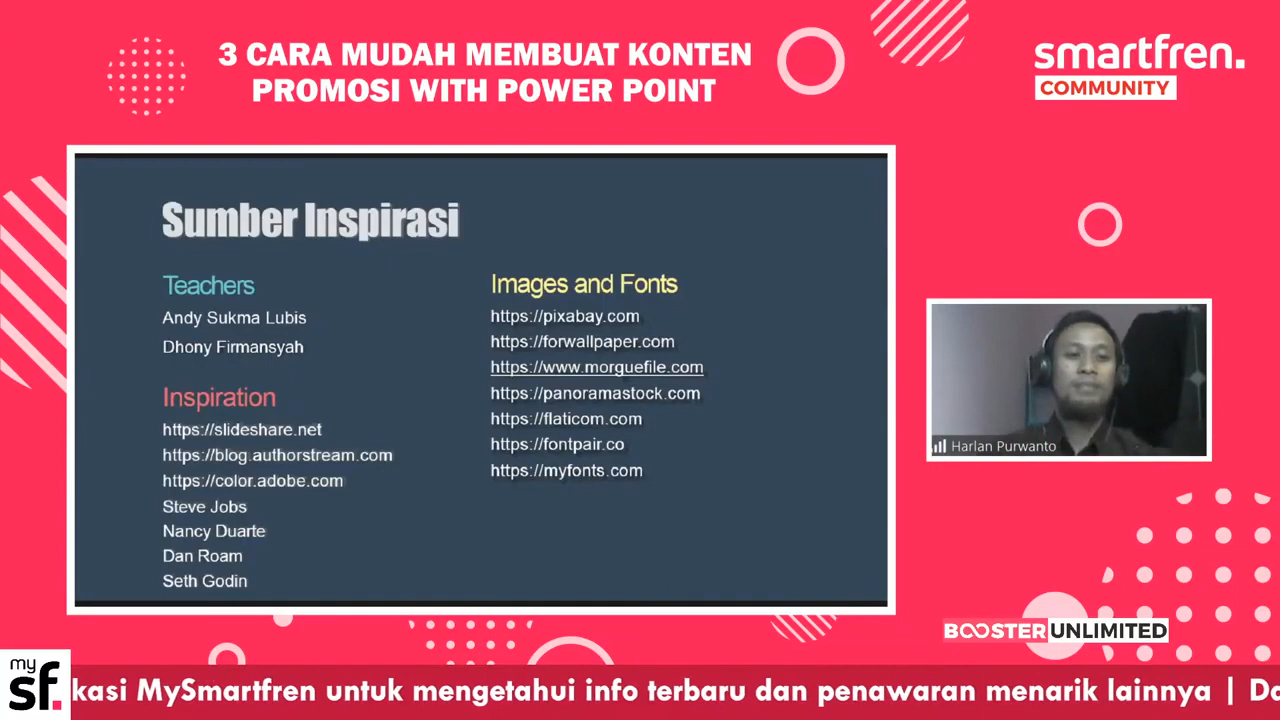 3 CARA MUDAH MEMBUAT KONTEN
PROMOSI WITH POWER POINT
smartfren.
COMMUNITY
Sumber Inspirasi
Teachers
Andy Sukma Lubis
Dhony Firmansyah
Inspiration
https://slideshare.net
https://blog.authorstream.com
https://color.adobe.com
Steve Jobs
Nancy Duarte
Dan Roam
Seth Godin
Images and Fonts
https://pixabay.com
https://forwallpaper.com
https://www.morguefile.com
https://panoramastock.com
https://flaticom.com
https://fontpair.co
https://myfonts.com
Harlan Purwanto
BOOSTER UNLIMITED
my
sf.
kasi MySmartfren untuk mengetahui info terbaru dan penawaran menarik lainnya | Da